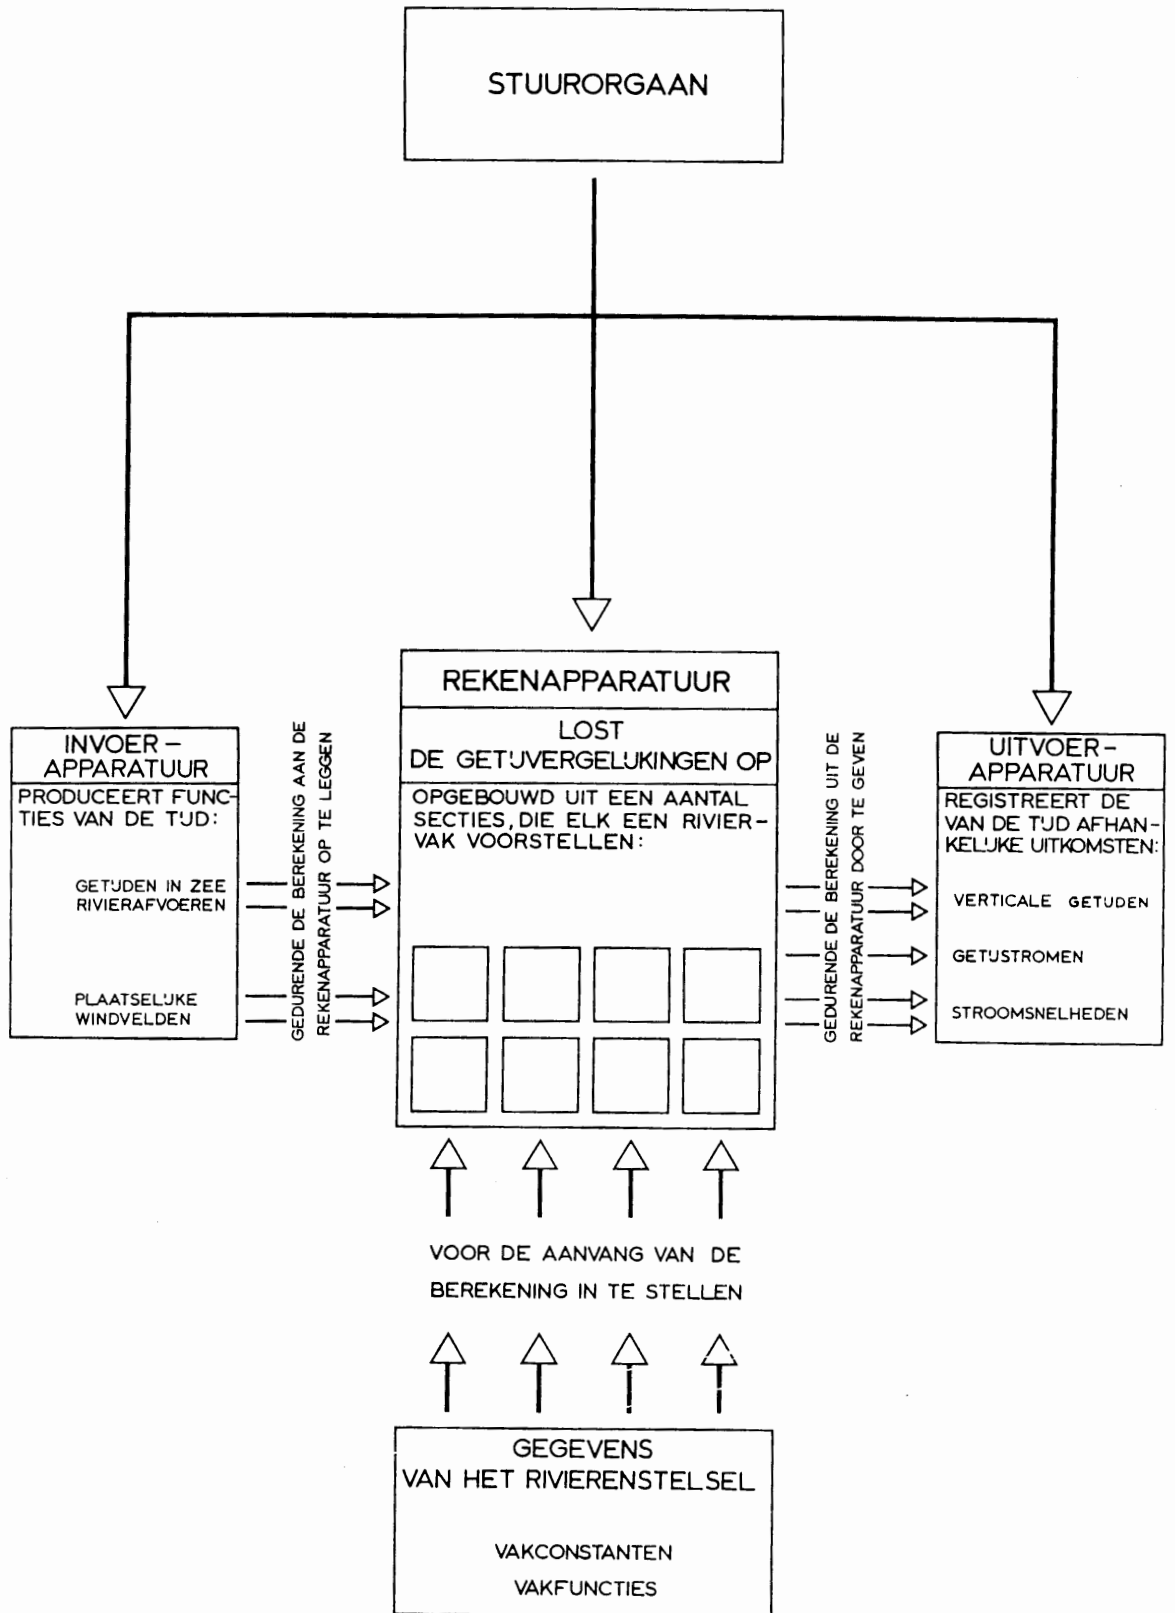 STUURORGAAN
REKENAPPARATUUR
LOST
DE GETIJVERGELIJKINGEN OP
OPGEBOUWD UIT EEN AANTAL
SECTIES, DIE ELK EEN RIVIER-
VAK VOORSTELLEN:
INVOER-
APPARATUUR
PRODUCEERT FUNC-
TIES VAN DE TIJD:
GETIJDEN IN ZEE
RIVIERAFVOEREN
PLAATSELIJKE
WINDVELDEN
GEDURENDE DE BEREKENING AAN DE
REKENAPPARATUUR OP TE LEGGEN
GEDURENDE DE BEREKENING UIT DE
REKENAPPARATUUR DOOR TE GEVEN
UITVOER-
APPARATUUR
REGISTREERT DE
VAN DE TIJD AFHAN-
KELIJKE UITKOMSTEN:
VERTICALE GETIJDEN
GETIJSTROMEN
STROOMSNELHEDEN
VOOR DE AANVANG VAN DE
BEREKENING IN TE STELLEN
GEGEVENS
VAN HET RIVIERENSTELSEL
VAKCONSTANTEN
VAKFUNCTIES